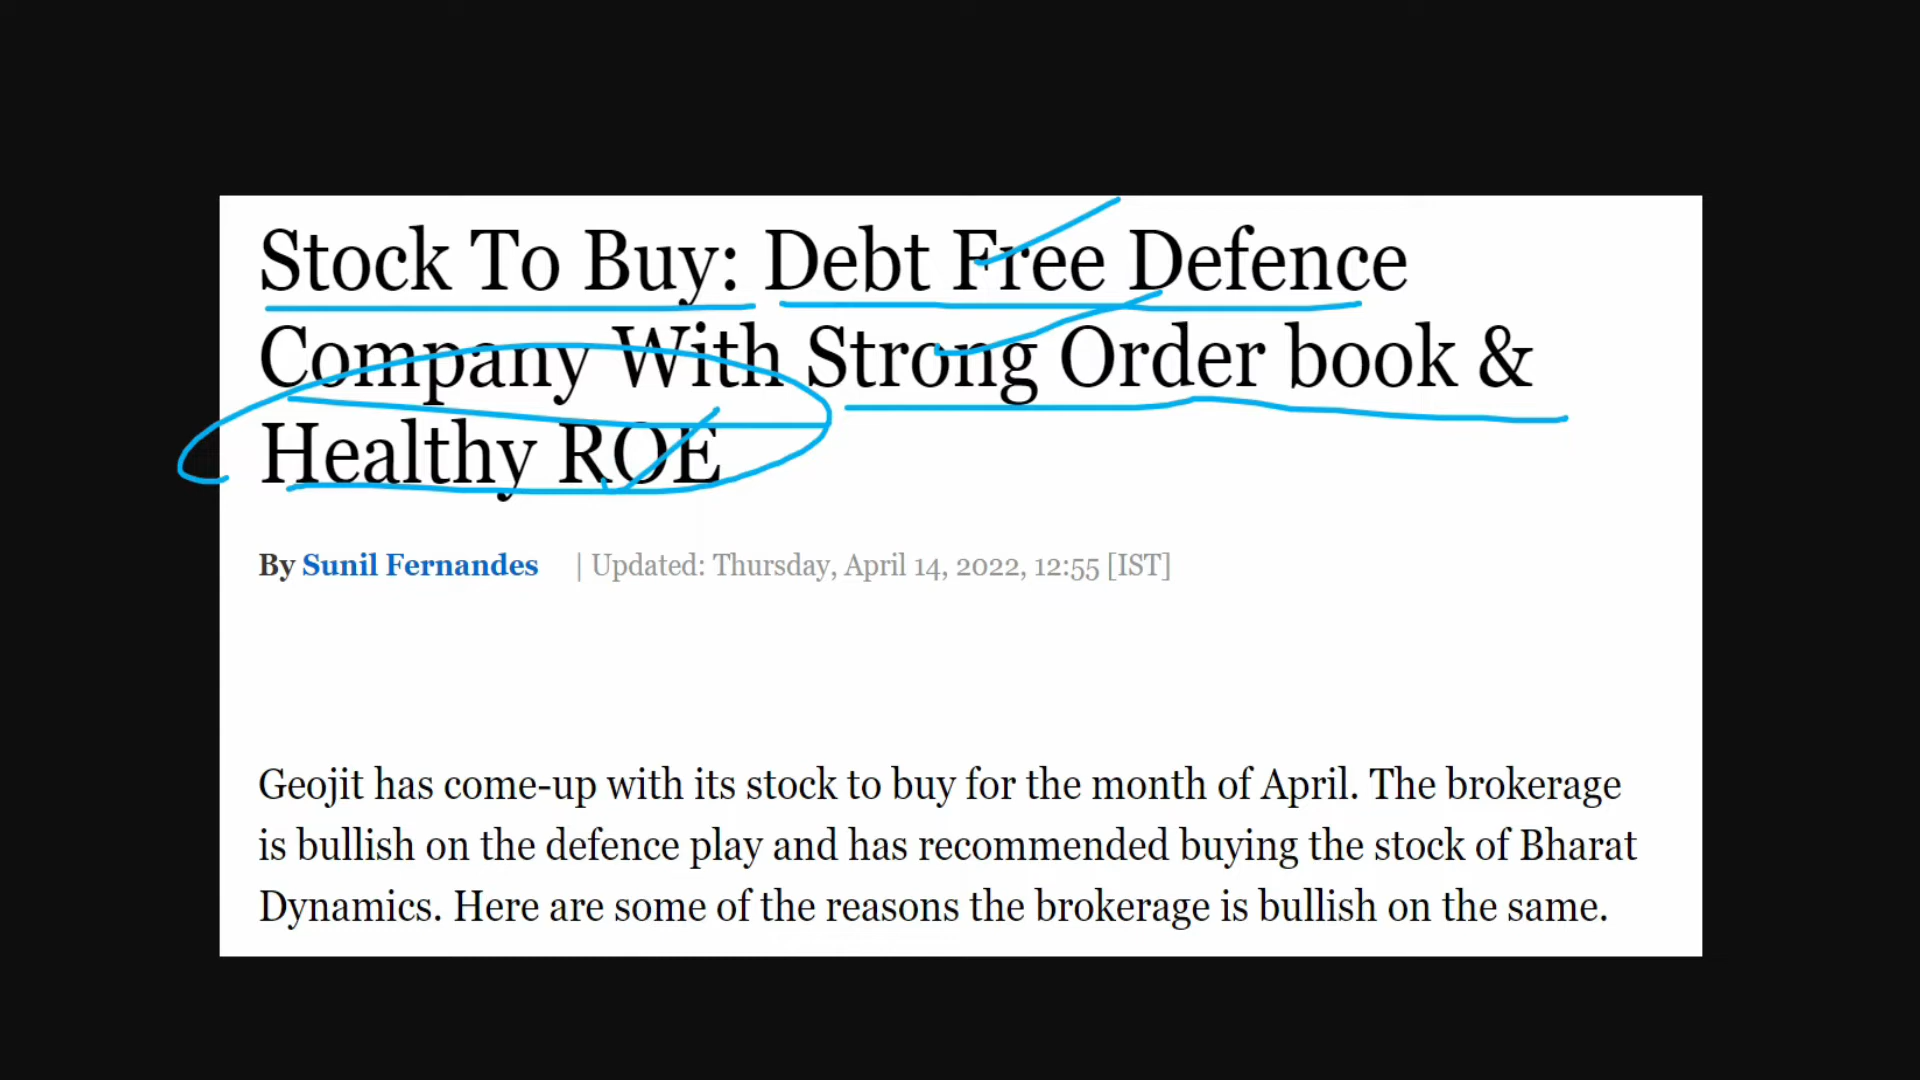 Stock To Buy: Debt Free Defence
Company With Strong Order book &
Healthy ROE
By Sunil Fernandes | Updated: Thursday, April 14, 2022, 12:55 [IST]
Geojit has come-up with its stock to buy for the month of April. The brokerage
is bullish on the defence play and has recommended buying the stock of Bharat
Dynamics. Here are some of the reasons the brokerage is bullish on the same.